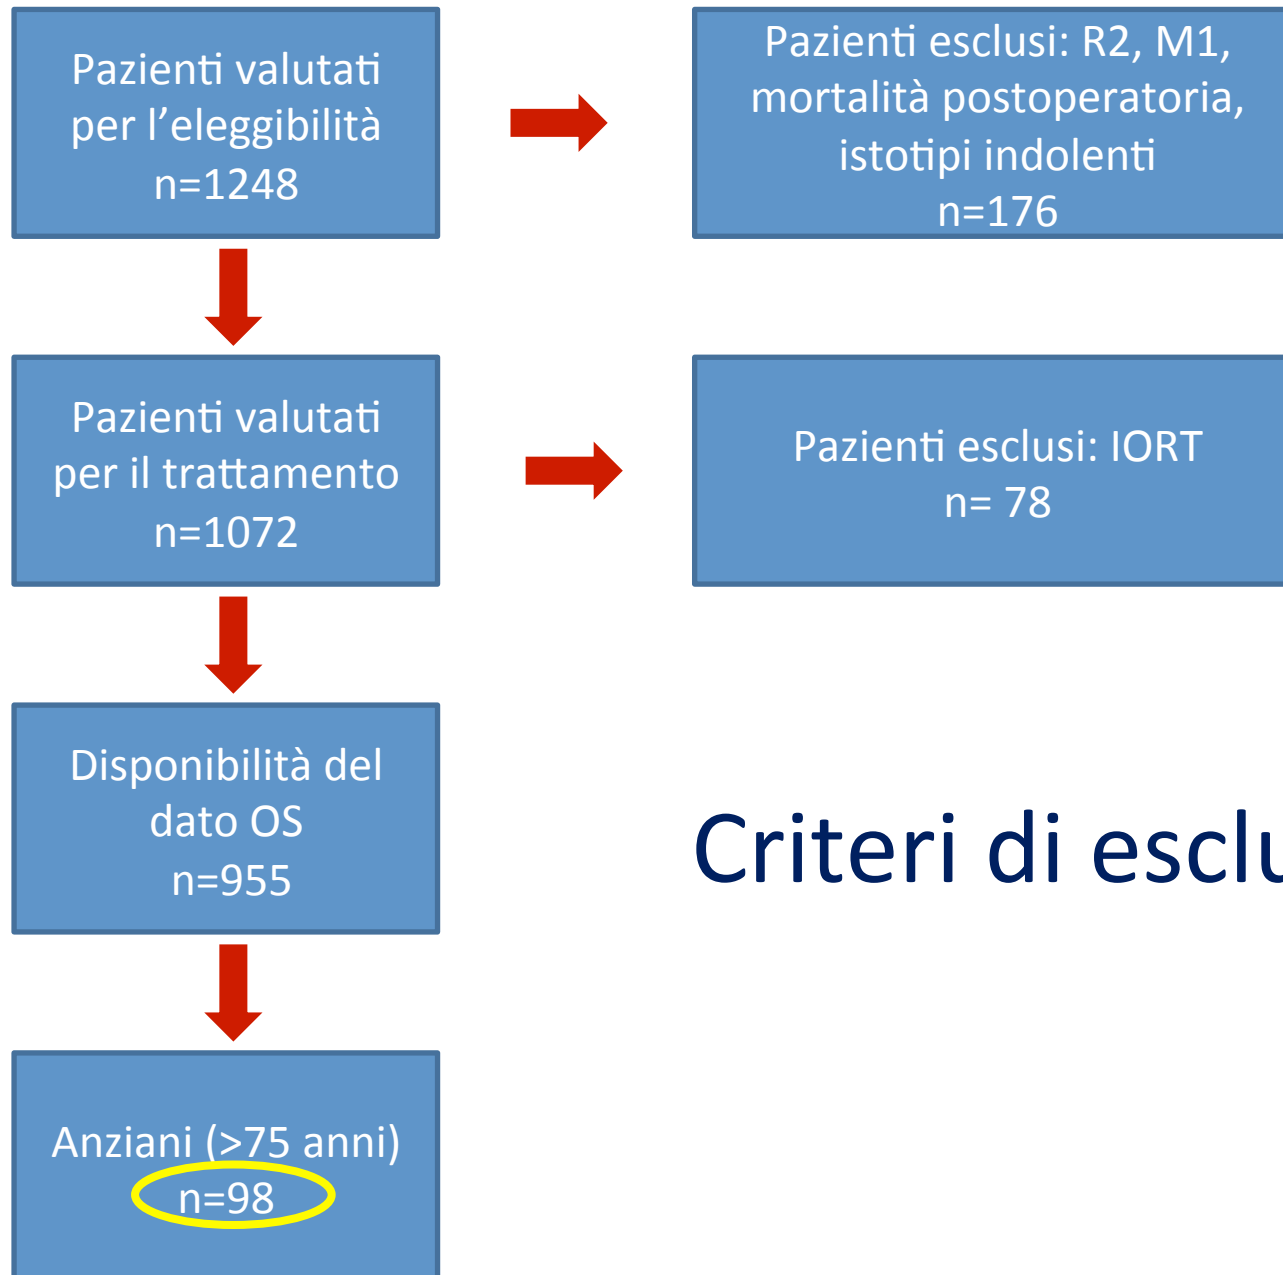 Pazienti valutati
per l’eleggibilità
n=1248
Pazienti esclusi: R2, M1,
mortalità postoperatoria,
istotipi indolenti
n=176
Pazienti valutati
per il trattamento
n=1072
Pazienti esclusi: IORT
n= 78
Disponibilità del
dato OS
n=955
Criteri di esclu
Anziani (>75 anni)
n=98